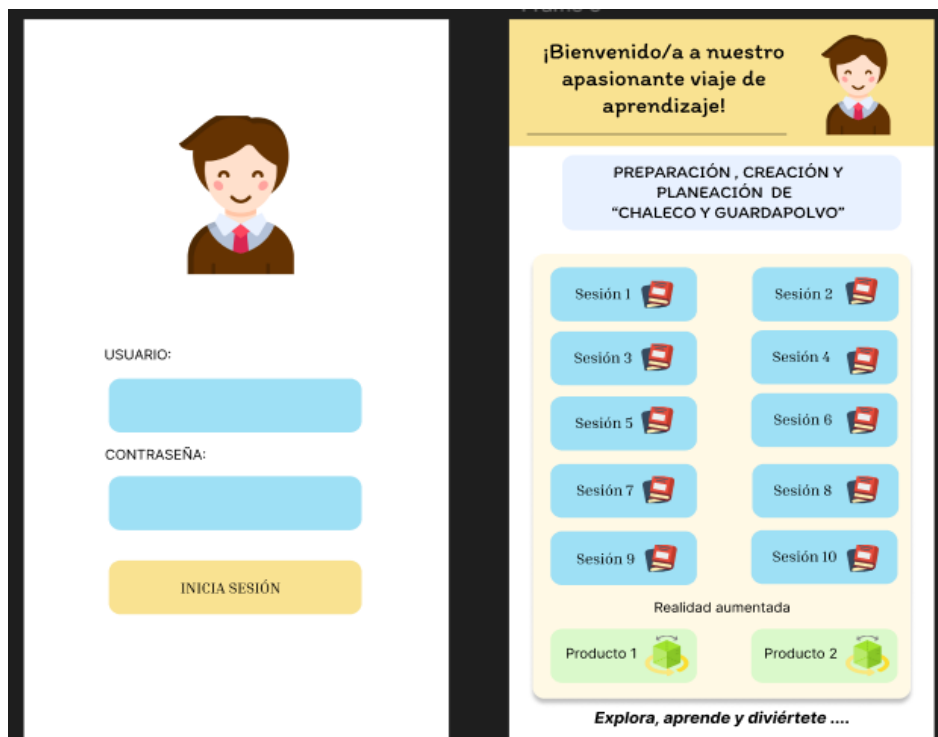 USUARIO:
CONTRASEÑA:
INICIA SESIÓN
¡Bienvenido/a a nuestro
apasionante viaje de
aprendizaje!
PREPARACIÓN , CREACIÓN Y
PLANEACIÓN DE
“CHALECO Y GUARDAPOLVO”
Sesión 1
Sesión 2
Sesión 3
Sesión 4
Sesión 5
Sesión 6
Sesión 7
Sesión 8
Sesión 9
Sesión 10
Realidad aumentada
Producto 1
Producto 2
Explora, aprende y diviértete ....